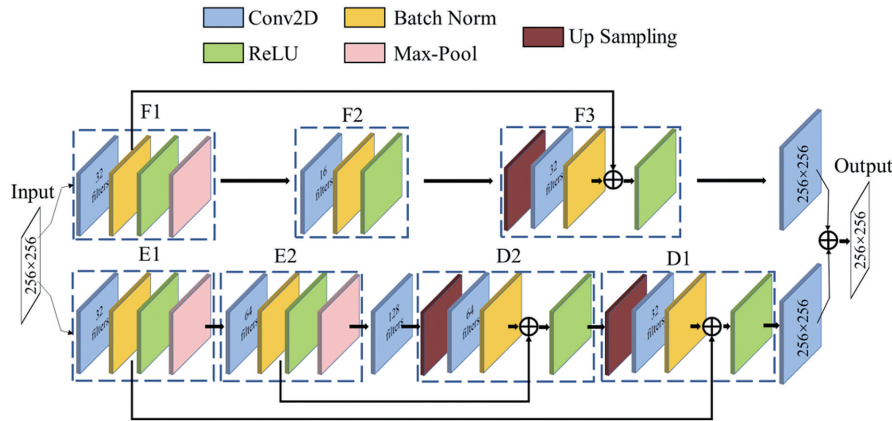 Conv2D
Batch Norm
Up Sampling
ReLU
Max-Pool
F1
F2
F3
32
filters
16
filters
32
filters
256×256
Input
256×256
Output
256×256
E1
E2
D2
D1
32
filters
64
filters
128
filters
64
filters
32
filters
256×256